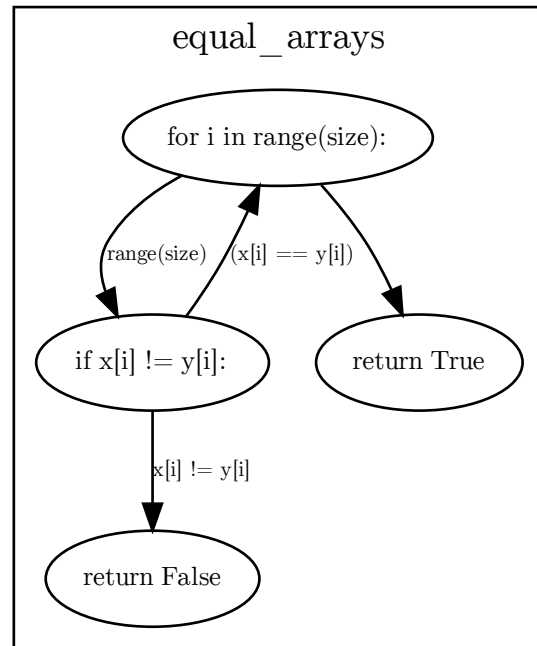 equal_arrays
for i in range(size):
range(size)
(x[i] == y[i])
if x[i] != y[i]:
return True
x[i] != y[i]
return False